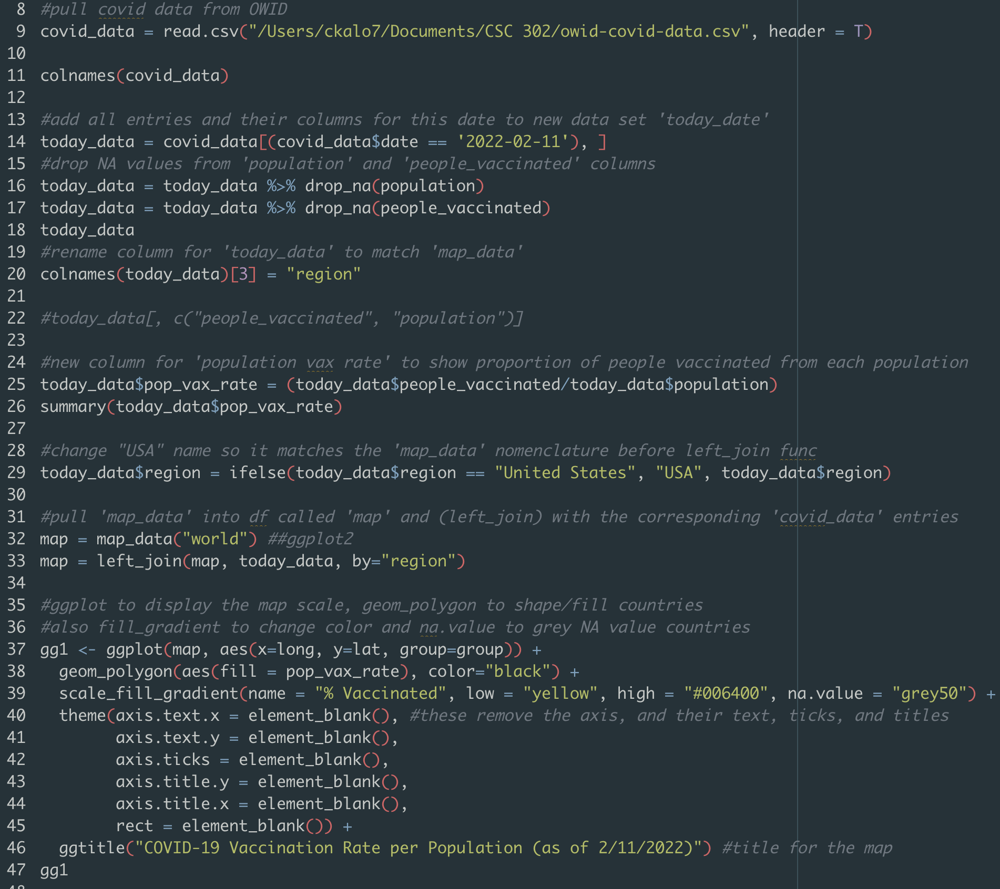 8 #pull covid data from OWID
9 covid_data = read.csv("/Users/ckalo7/Documents/CSC 302/owid-covid-data.csv", header = T)
10
11 colnames(covid_data)
12
13 #add all entries and their columns for this date to new data set 'today_date'
14 today_data = covid_data[(covid_data$date == '2022-02-11'), ]
15 #drop NA values from 'population' and 'people_vaccinated' columns
16 today_data = today_data %>% drop_na(population)
17 today_data = today_data %>% drop_na(people_vaccinated)
18 today_data
19 #rename column for 'today_data' to match 'map_data'
20 colnames(today_data)[3] = "region"
21
22 #today_data[, c("people_vaccinated", "population")]
23
24 #new column for 'population vax rate' to show proportion of people vaccinated from each population
25 today_data$pop_vax_rate = (today_data$people_vaccinated/today_data$population)
26 summary(today_data$pop_vax_rate)
27
28 #change "USA" name so it matches the 'map_data' nomenclature before left_join func
29 today_data$region = ifelse(today_data$region == "United States", "USA", today_data$region)
30
31 #pull 'map_data' into df called 'map' and (left_join) with the corresponding 'covid_data' entries
32 map = map_data("world") ##ggplot2
33 map = left_join(map, today_data, by="region")
34
35 #ggplot to display the map scale, geom_polygon to shape/fill countries
36 #also fill_gradient to change color and na.value to grey NA value countries
37 gg1 <- ggplot(map, aes(x=long, y=lat, group=group)) +
38   geom_polygon(aes(fill = pop_vax_rate), color="black") +
39   scale_fill_gradient(name = "% Vaccinated", low = "yellow", high = "#006400", na.value = "grey50") +
40   theme(axis.text.x = element_blank(), #these remove the axis, and their text, ticks, and titles
41         axis.text.y = element_blank(),
42         axis.ticks = element_blank(),
43         axis.title.y = element_blank(),
44         axis.title.x = element_blank(),
45         rect = element_blank()) +
46   ggtitle("COVID-19 Vaccination Rate per Population (as of 2/11/2022)") #title for the map
47 gg1